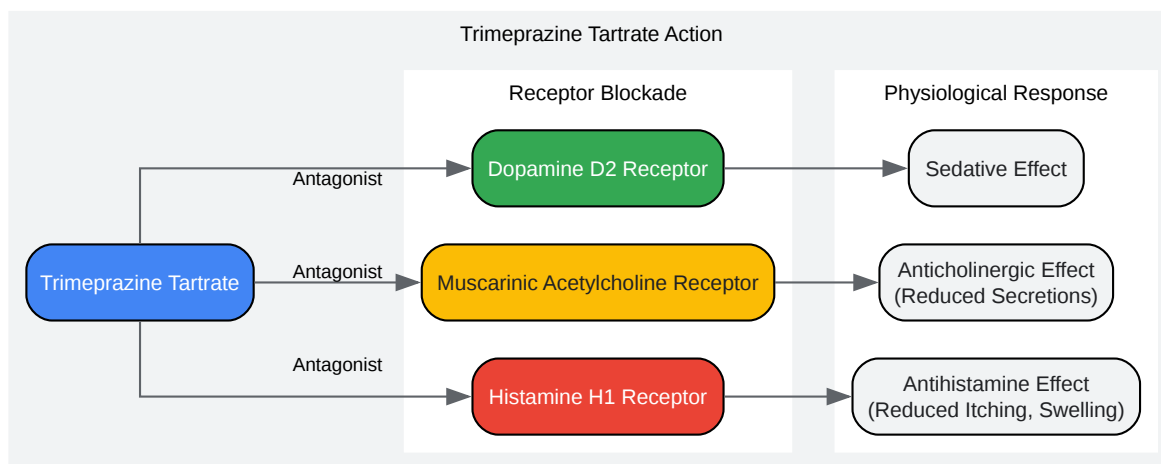 Trimeprazine Tartrate Action
Receptor Blockade
Physiological Response
Dopamine D2 Receptor
Sedative Effect
Antagonist
Trimeprazine Tartrate
Antagonist
Muscarinic Acetylcholine Receptor
Anticholinergic Effect
(Reduced Secretions)
Antagonist
Histamine H1 Receptor
Antihistamine Effect
(Reduced Itching, Swelling)